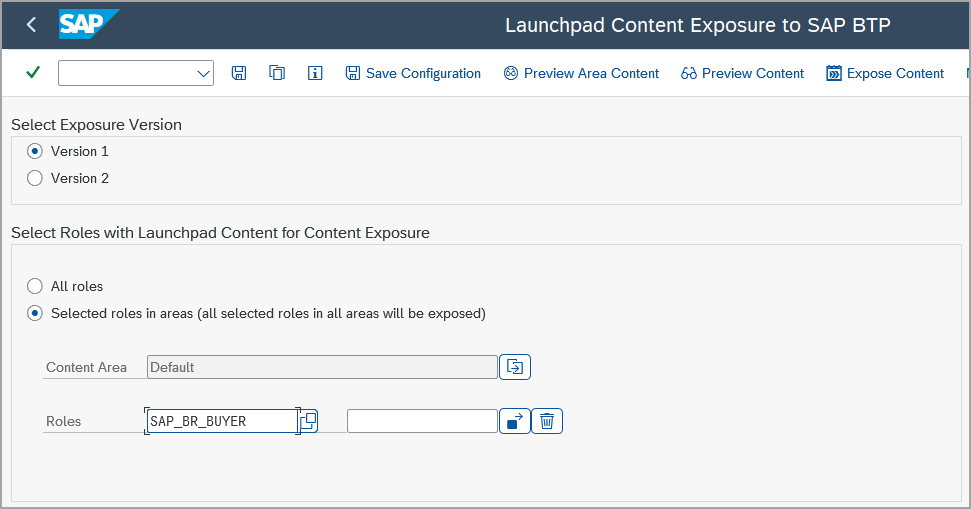 SAP Launchpad Content Exposure to SAP BTP
Save Configuration Preview Area Content Preview Content Expose Content
Select Exposure Version
Version 1
Version 2
Select Roles with Launchpad Content for Content Exposure
All roles
Selected roles in areas (all selected roles in all areas will be exposed)
Content Area Default
Roles SAP_BR_BUYER